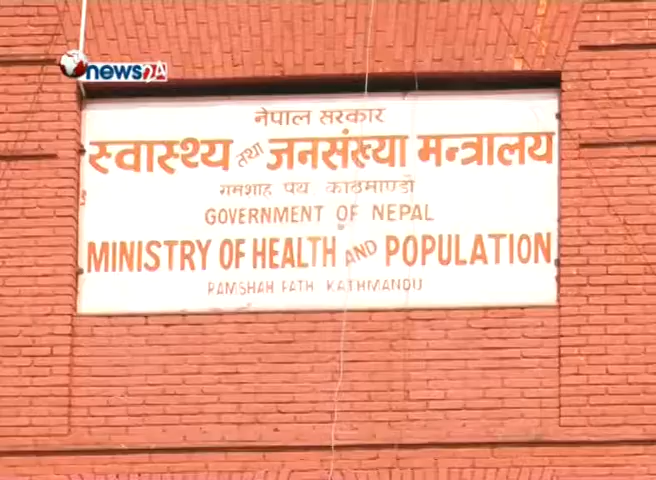 news24
नेपाल सरकार
स्वास्थ्य तथा जनसंख्या मन्त्रालय
रामशाह पथ काठमाण्डौ
GOVERNMENT OF NEPAL
MINISTRY OF HEALTH AND POPULATION
RAMSHAH PATH KATHMANDU